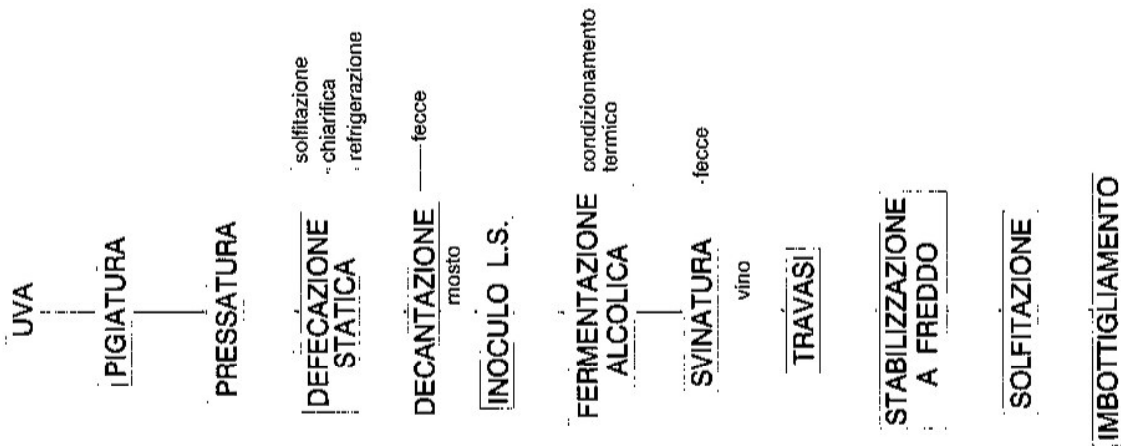 UVA
PIGIATURA
PRESSATURA
DEFECAZIONE
STATICA
solfitazione
chiarifica
refrigerazione
DECANTAZIONE
fecce
mosto
INOCULO L.S.
FERMENTAZIONE
ALCOLICA
condizionamento
termico
SVINATURA
fecce
vino
TRAVASI
STABILIZZAZIONE
A FREDDO
SOLFITAZIONE
IMBOTTIGLIAMENTO